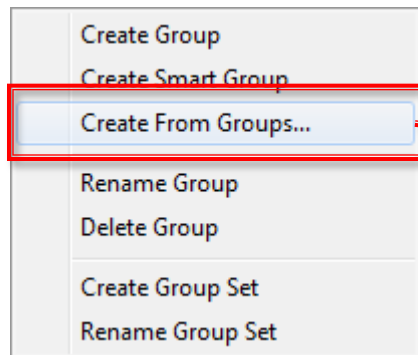 Create Group
Create Smart Group
Create From Groups...
Rename Group
Delete Group
Create Group Set
Rename Group Set